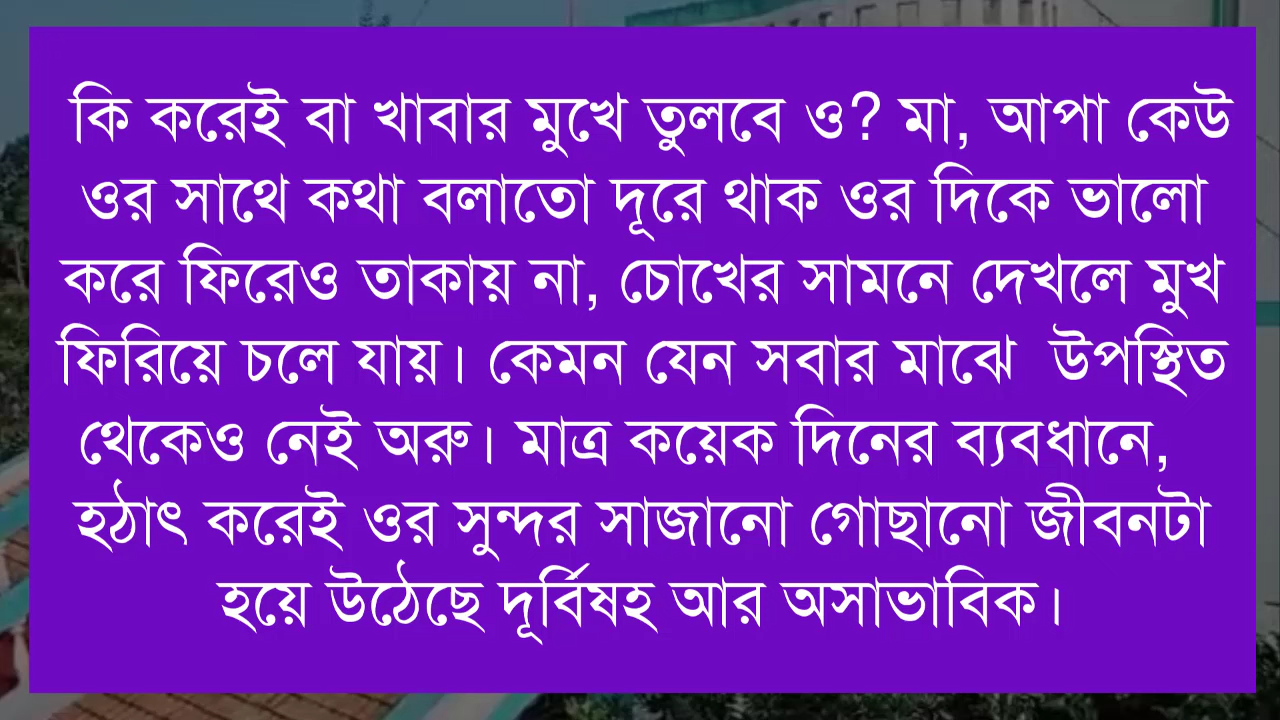 কি করেই বা খাবার মুখে তুলবে ও? মা, আপা কেউ
ওর সাথে কথা বলাতো দূরে থাক ওর দিকে ভালো
করে ফিরেও তাকায় না, চোখের সামনে দেখলে মুখ
ফিরিয়ে চলে যায়। কেমন যেন সবার মাঝে উপস্থিত
থেকেও নেই অরু। মাত্র কয়েক দিনের ব্যবধানে,
হঠাৎ করেই ওর সুন্দর সাজানো গোছানো জীবনটা
হয়ে উঠেছে দূর্বিষহ আর অসাভাবিক।